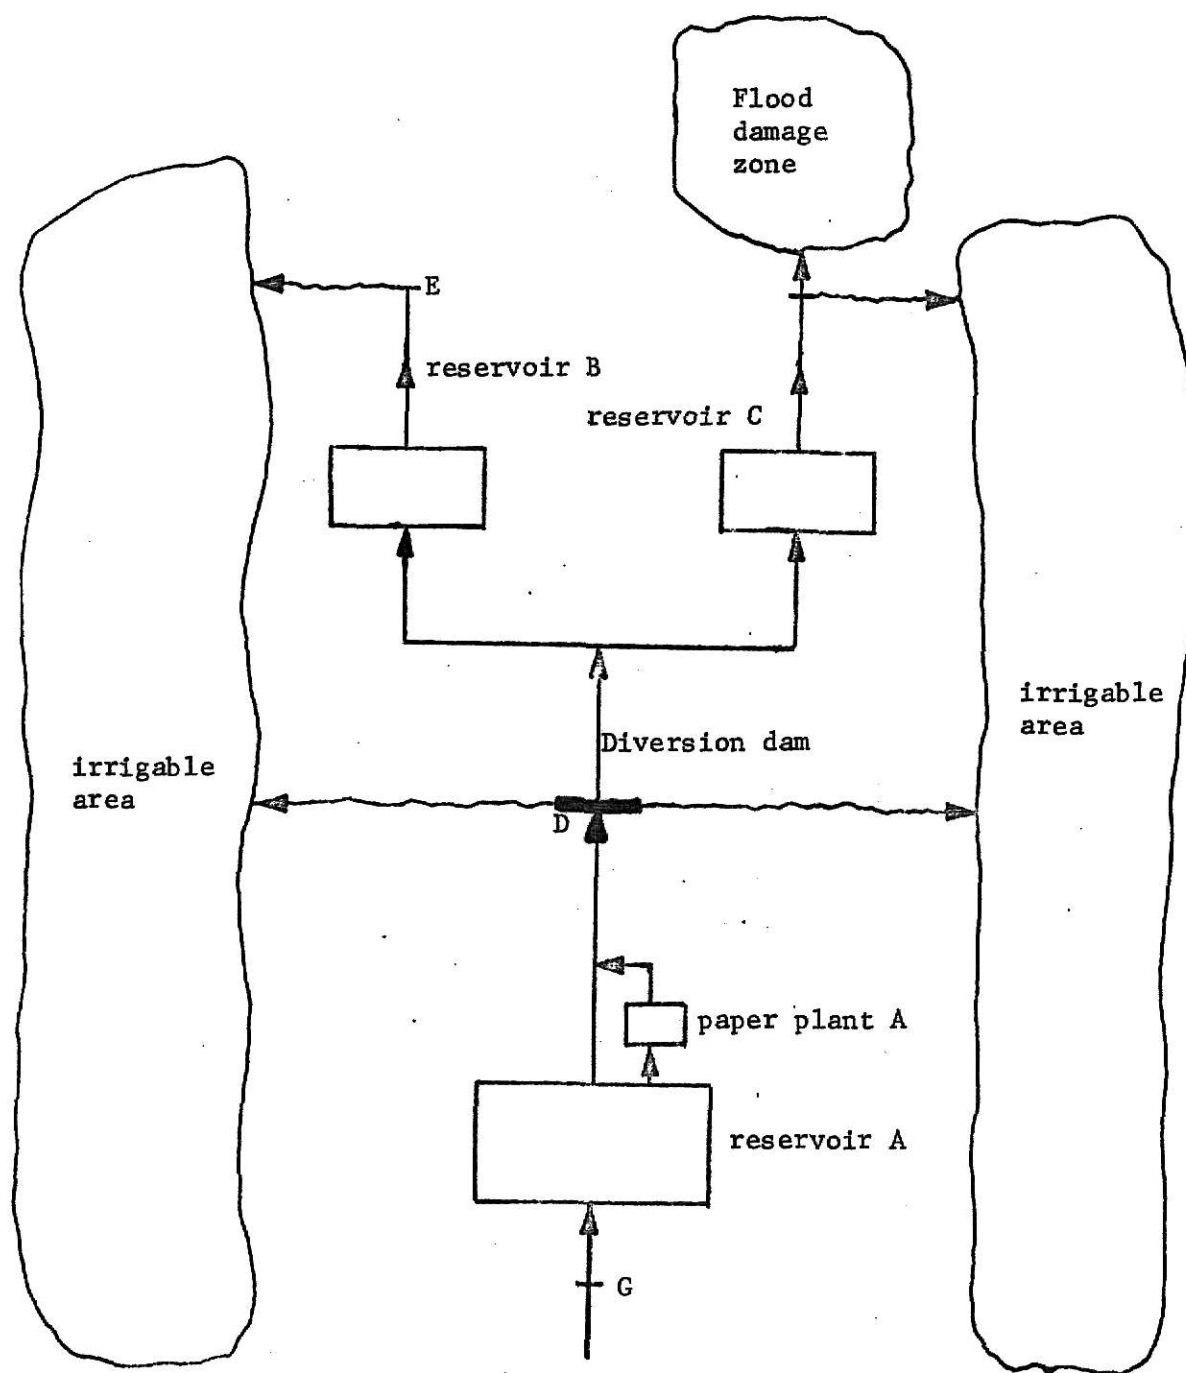 Flood
damage
zone
E
reservoir B
reservoir C
irrigable
area
Diversion dam
irrigable
area
D
paper plant A
reservoir A
G